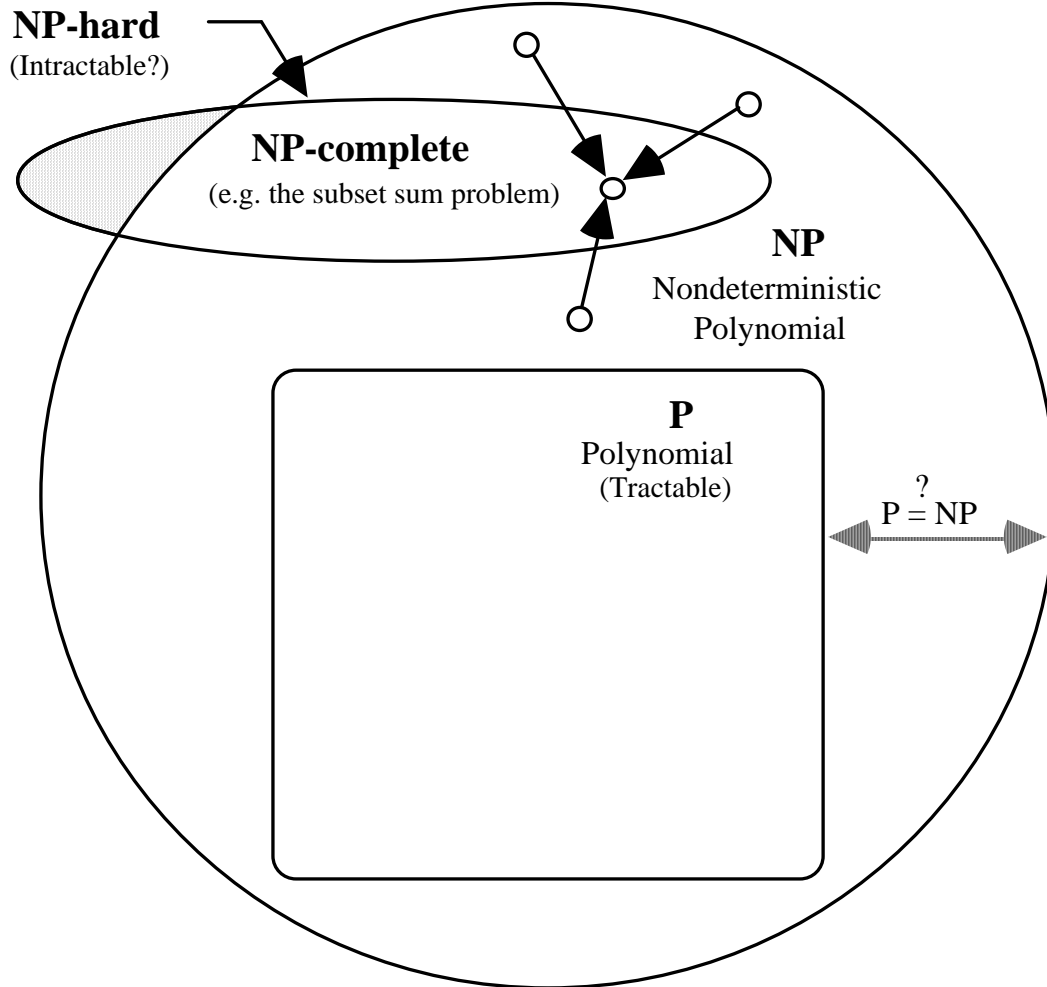 NP-hard
(Intractable?)
NP-complete
(e.g. the subset sum problem)
NP
Nondeterministic
Polynomial
P
Polynomial
(Tractable)
?
P = NP